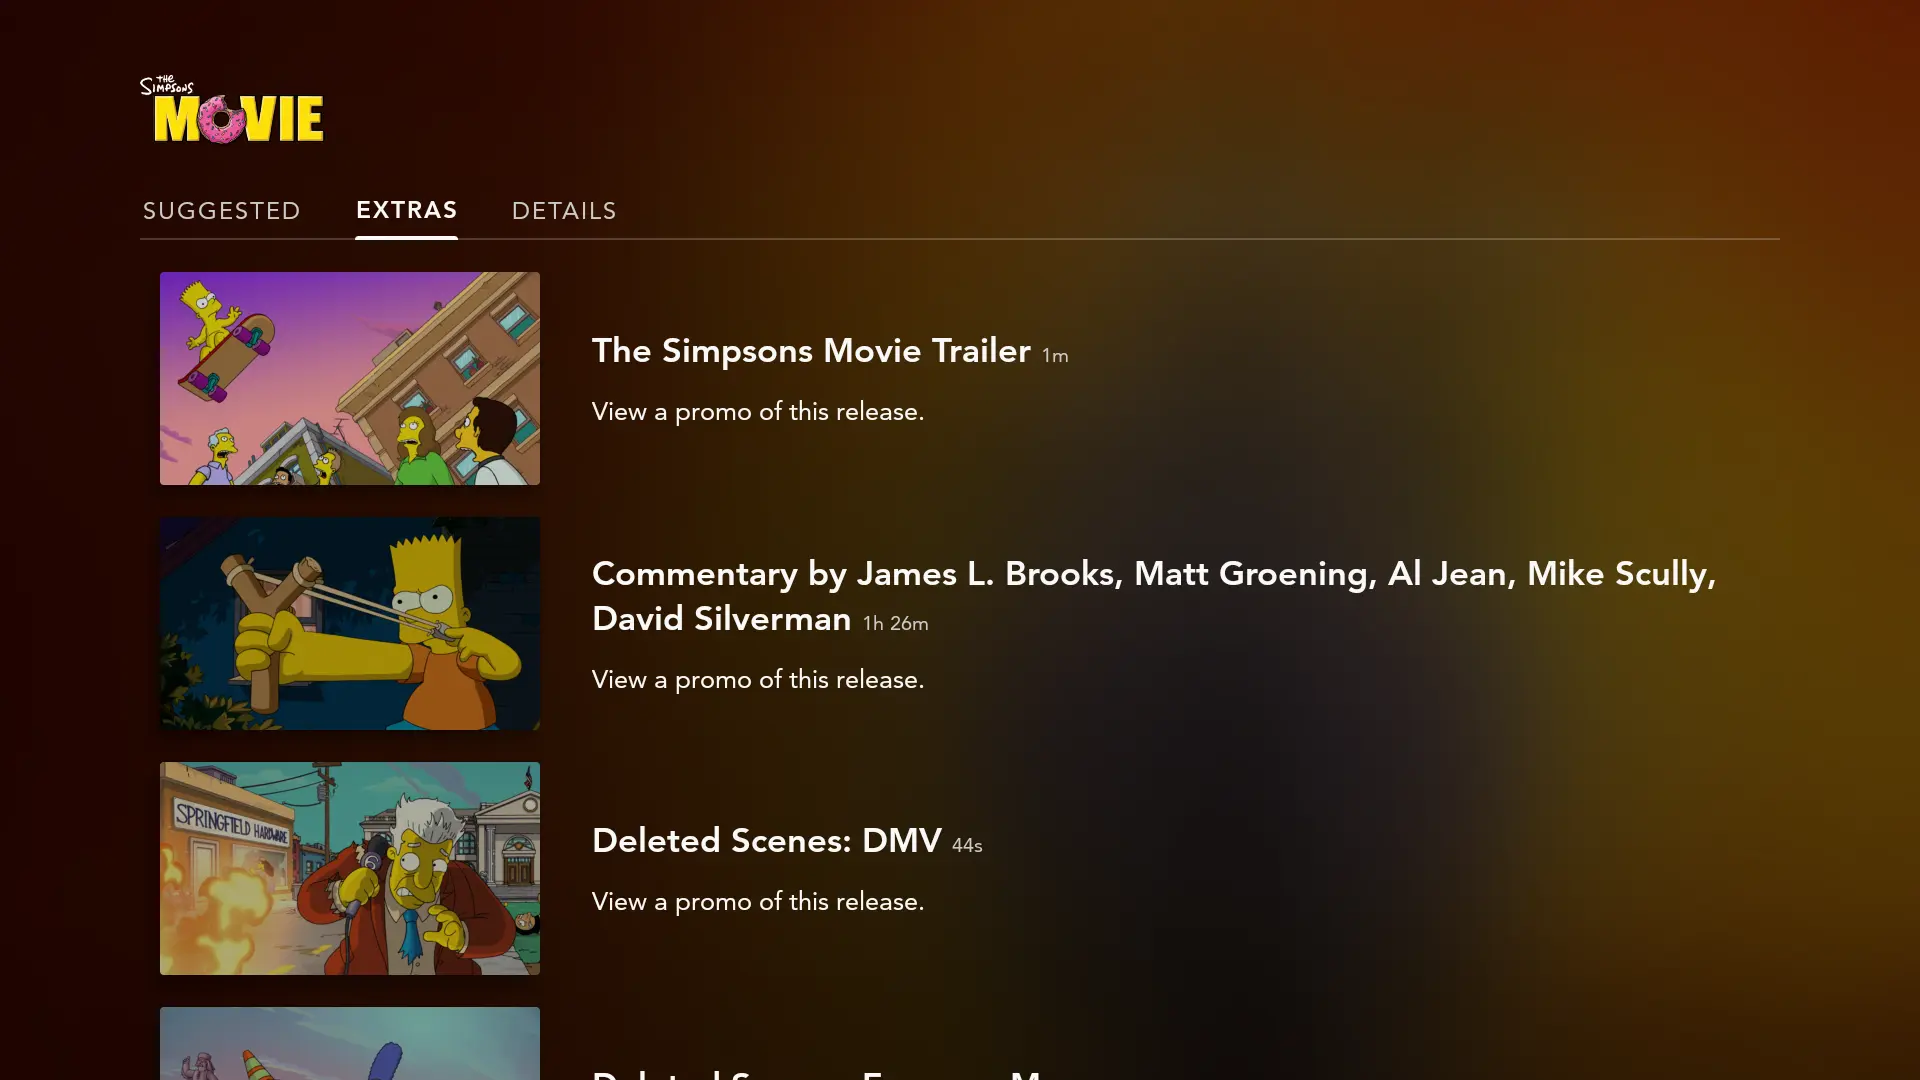 THE
SIMPSONS
MOVIE
SUGGESTED EXTRAS DETAILS
The Simpsons Movie Trailer 1m
View a promo of this release.
Commentary by James L. Brooks, Matt Groening, Al Jean, Mike Scully,
David Silverman 1h 26m
View a promo of this release.
SPRINGFIELD HARDWARE
Deleted Scenes: DMV 44s
View a promo of this release.